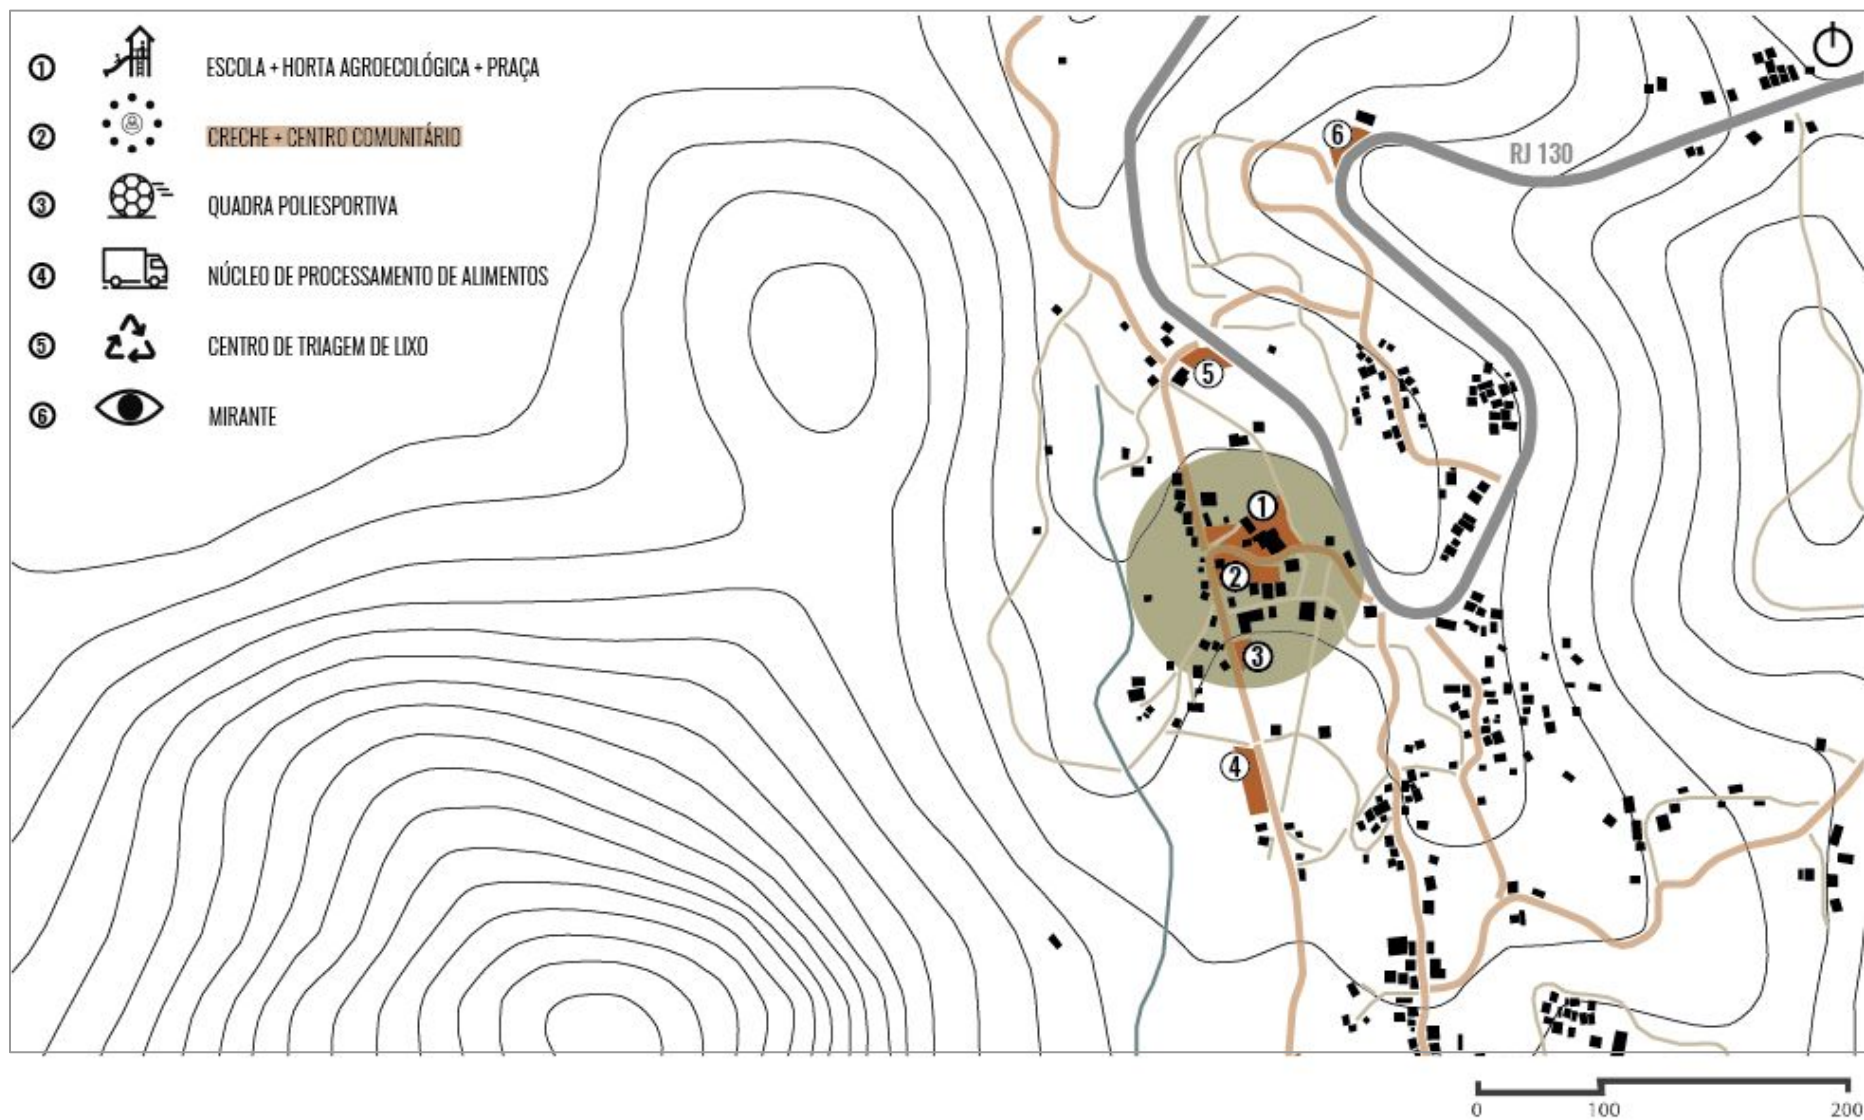 1 ESCOLA + HORTA AGROECOLÓGICA + PRAÇA
2 CRECHE + CENTRO COMUNITÁRIO
3 QUADRA POLIESPORTIVA
4 NÚCLEO DE PROCESSAMENTO DE ALIMENTOS
5 CENTRO DE TRIAGEM DE LIXO
6 MIRANTE
6
RJ 130
5
1
2
3
4
0 100 200